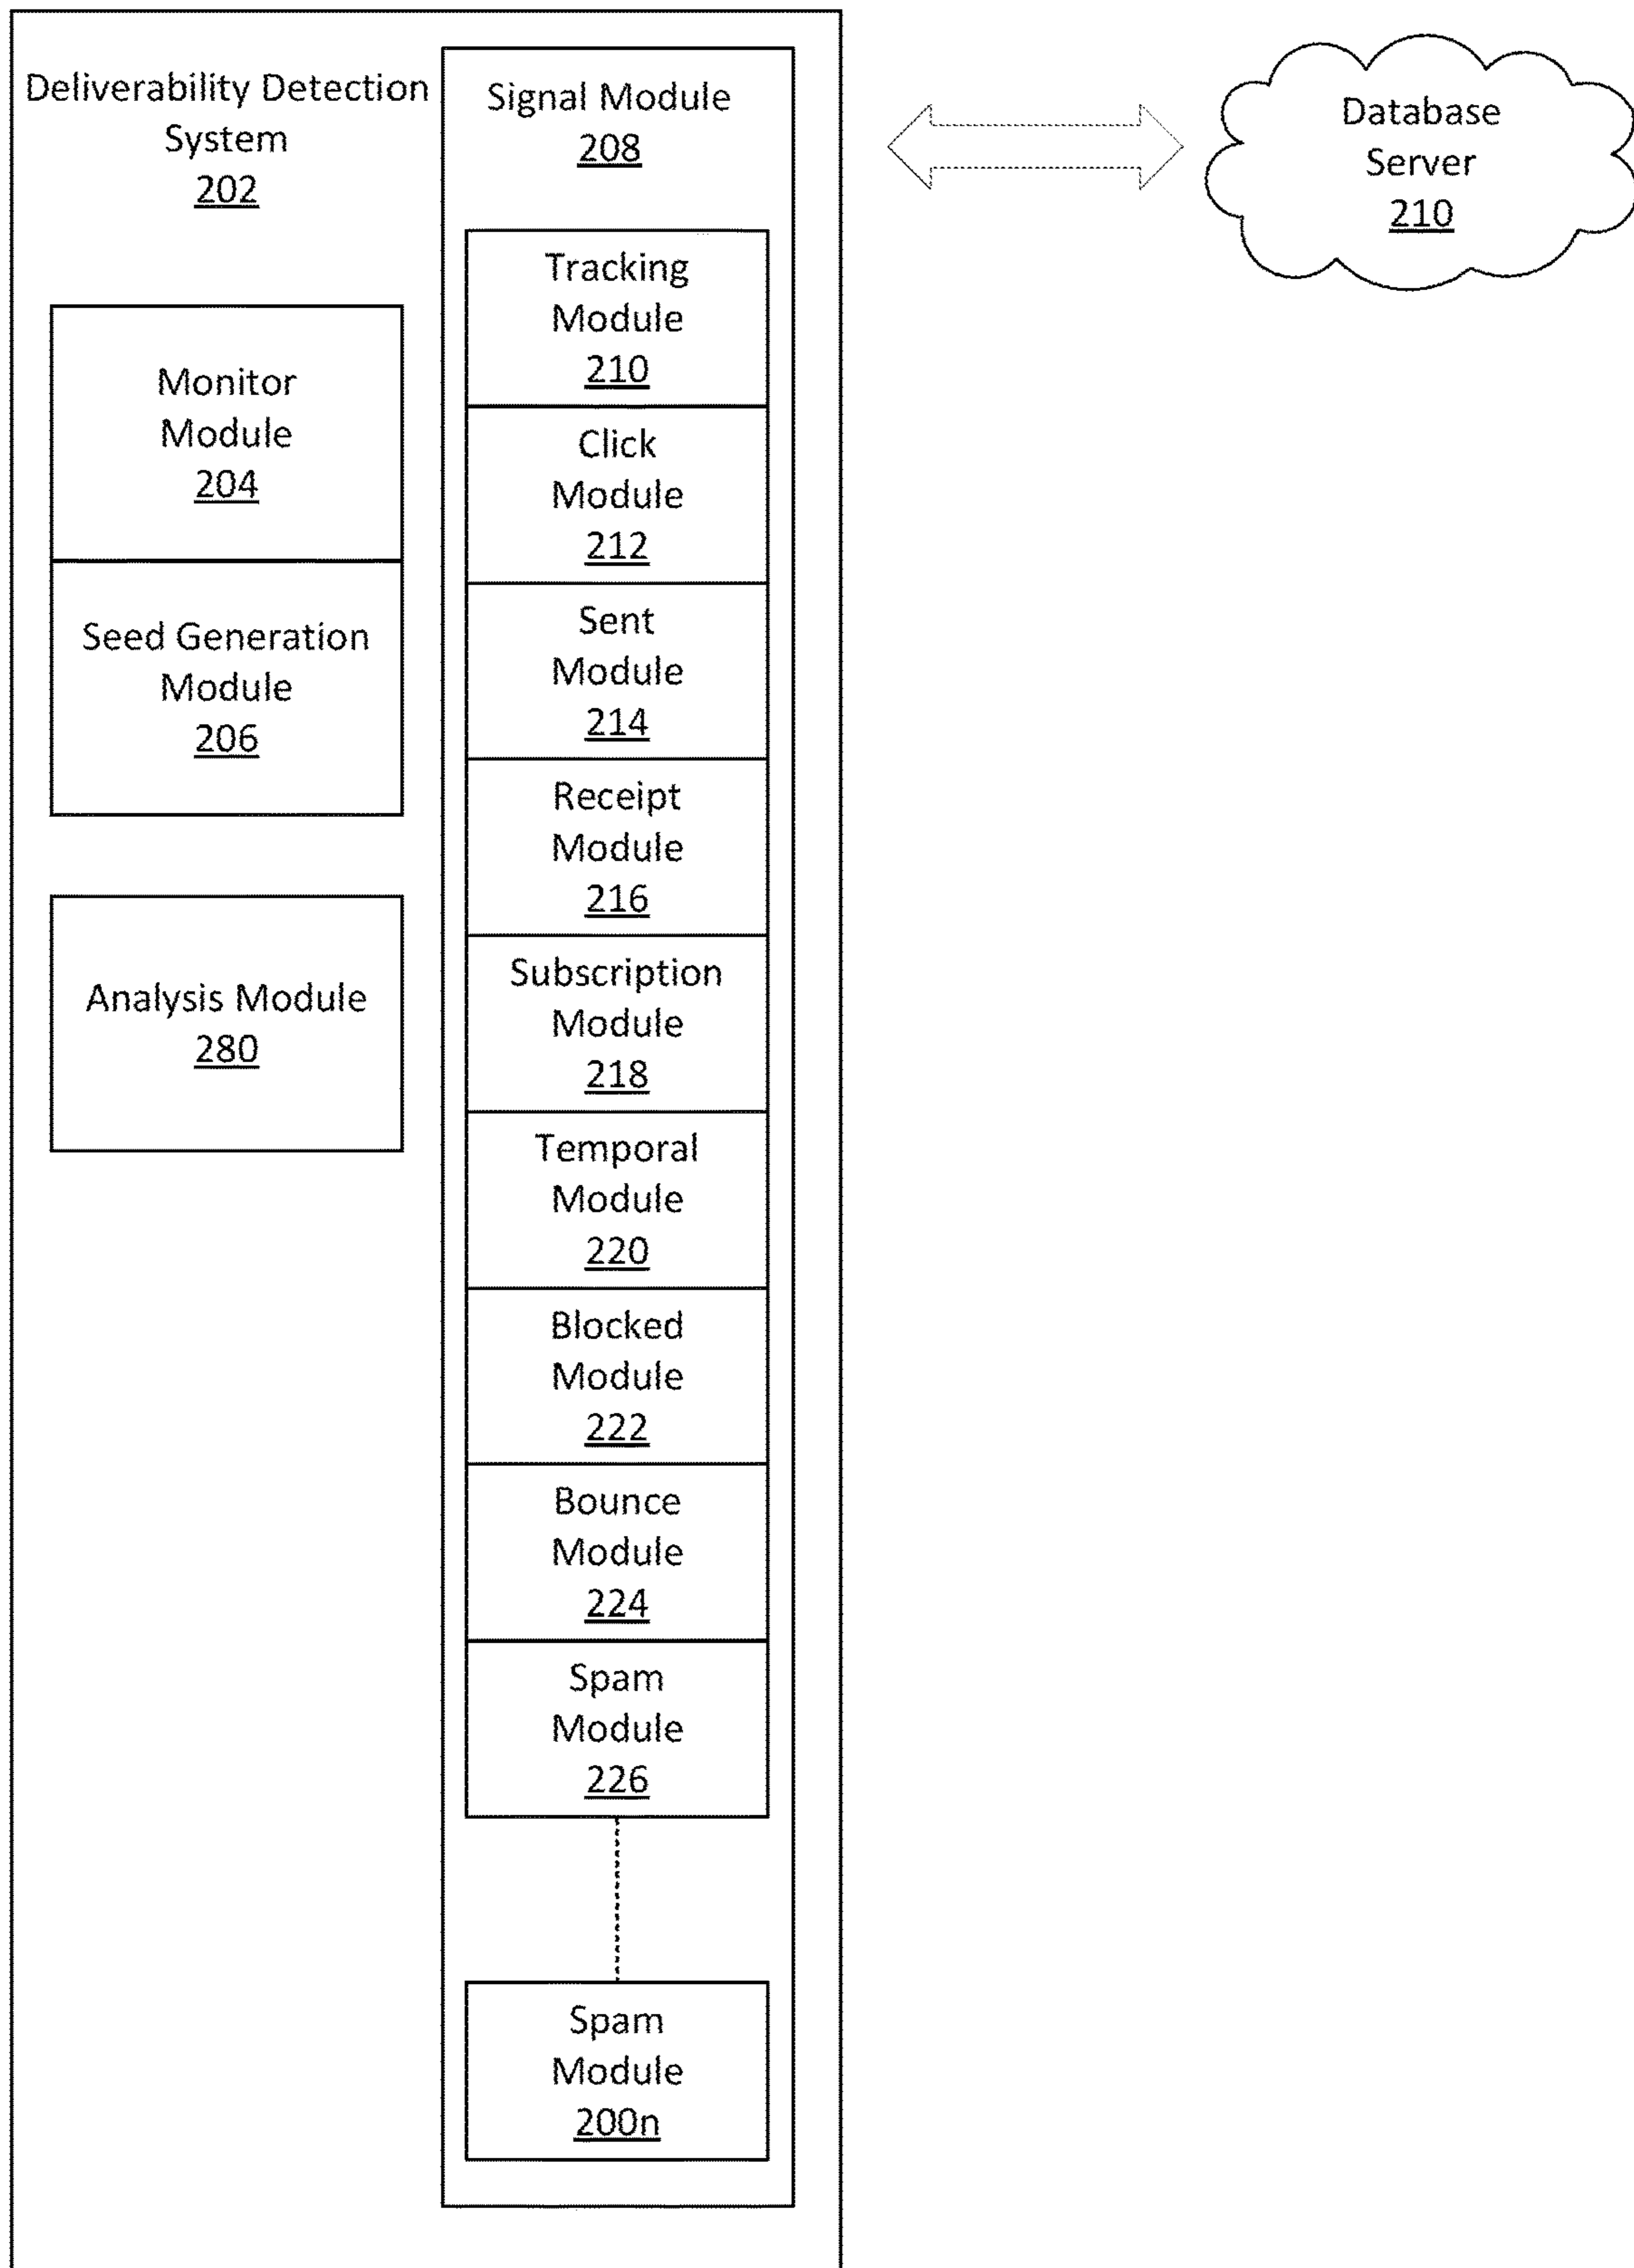 Deliverability Detection
System
202
Monitor
Module
204
Seed Generation
Module
206
Analysis Module
280
Signal Module
208
Tracking
Module
210
Click
Module
212
Sent
Module
214
Receipt
Module
216
Subscription
Module
218
Temporal
Module
220
Blocked
Module
222
Bounce
Module
224
Spam
Module
226
Spam
Module
200n
Database
Server
210